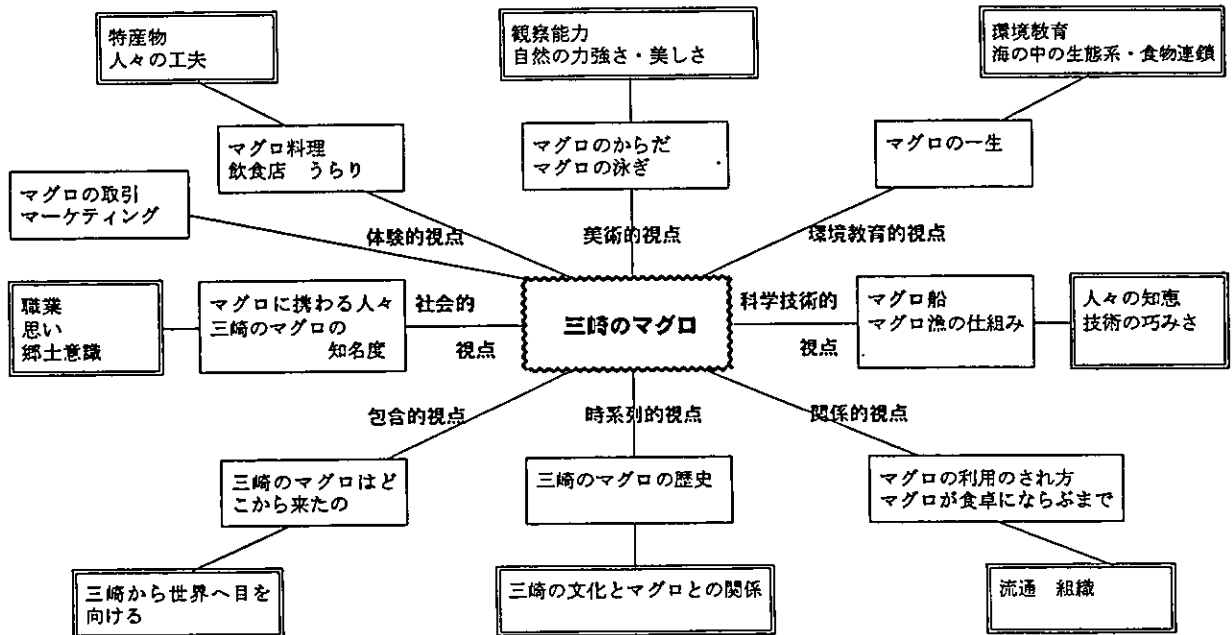 特産物
人々の工夫
観察能力
自然の力強さ・美しさ
環境教育
海の中の生態系・食物連鎖
マグロ料理
飲食店　うらり
マグロのからだ
マグロの泳ぎ
マグロの一生
マグロの取引
マーケティング
体験的視点
美術的視点
環境教育的視点
職業
思い
郷土意識
マグロに携わる人々
三崎のマグロの
知名度
社会的
視点
三崎のマグロ
科学技術的
視点
マグロ船
マグロ漁の仕組み
人々の知恵
技術の巧みさ
包含的視点
時系列的視点
関係的視点
三崎のマグロはど
こから来たの
三崎のマグロの歴史
マグロの利用のされ方
マグロが食卓にならぶまで
三崎から世界へ目を
向ける
三崎の文化とマグロとの関係
流通　組織